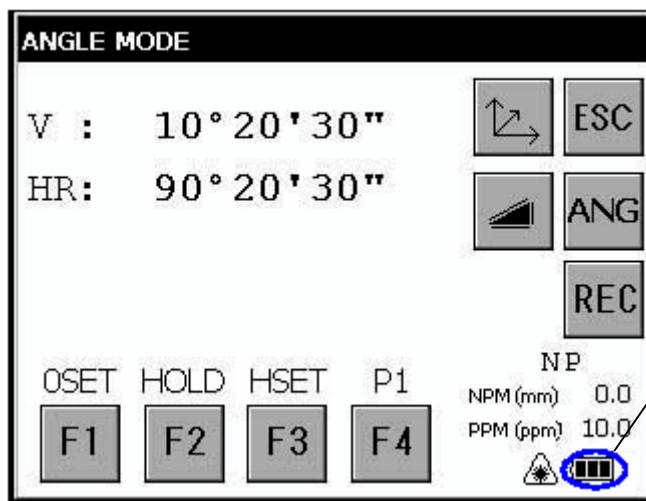 ANGLE MODE
V : 10°20'30"
HR: 90°20'30"
ESC
ANG
REC
0SET HOLD HSET P1
F1 F2 F3 F4
NP
NPM (mm) 0.0
PPM (ppm) 10.0